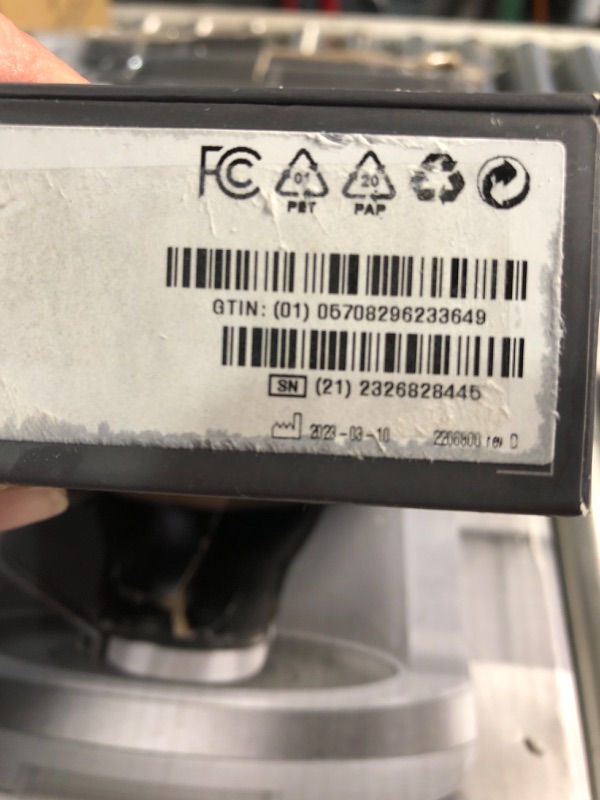 FC
01 20
PET PAP
GTIN: (01) 05708296233649
SN (21) 2326828445
2023-03-10 2206800 rev D